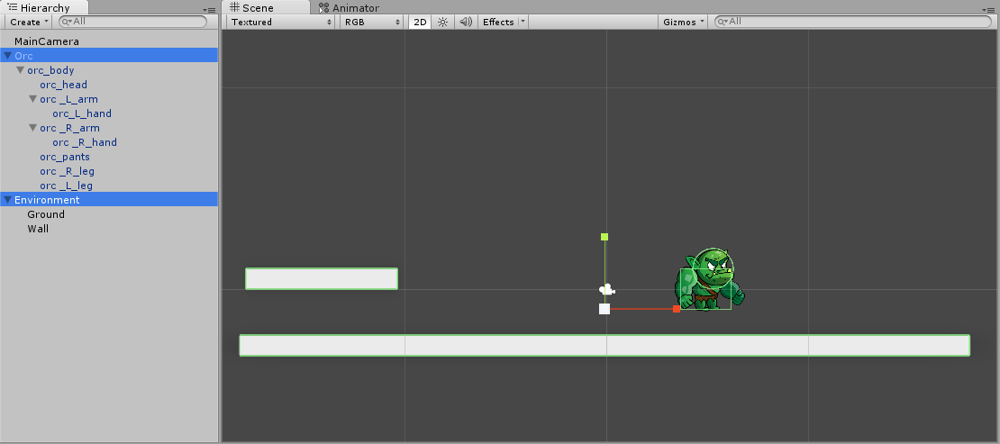 Hierarchy
Create
All
MainCamera
Orc
orc_body
orc_head
orc _L_arm
orc_L_hand
orc _R_arm
orc _R_hand
orc_pants
orc _R_leg
orc _L_leg
Environment
Ground
Wall
Scene
Animator
Textured
RGB
2D
Effects
Gizmos
All